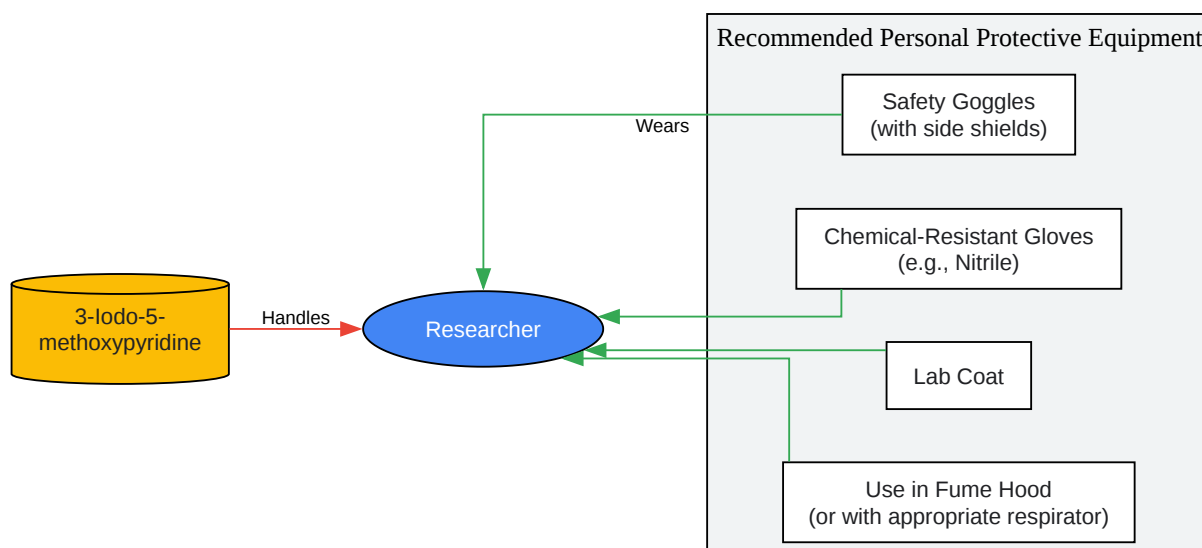 Recommended Personal Protective Equipment
Safety Goggles
(with side shields)
Wears
Chemical-Resistant Gloves
(e.g., Nitrile)
3-Iodo-5-
methoxypyridine
Handles
Researcher
Lab Coat
Use in Fume Hood
(or with appropriate respirator)